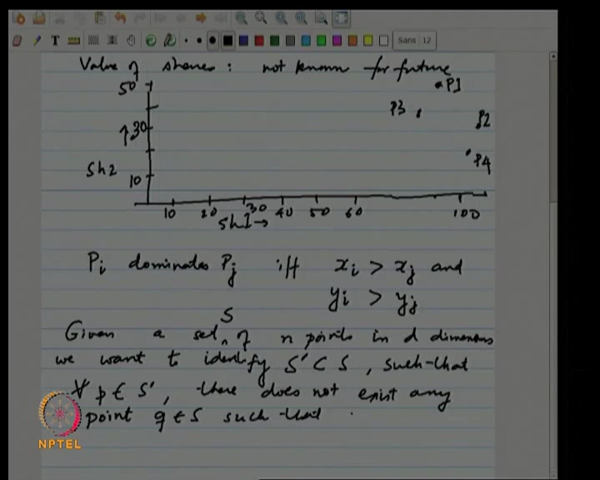 Sans 12
Value of shares : not known for future
50
P1
P3
30
P2
Sh2
P4
10
10 20 30 40 50 60 100
Sh1→
Pi dominates Pj iff xi > xj and
yi > yj
S
Given a set ^ of n points in d dimensions
we want to identify S' ⊂ S, such-that
∀ p ∈ S', there does not exist any
point q ∈ S such-that
NPTEL